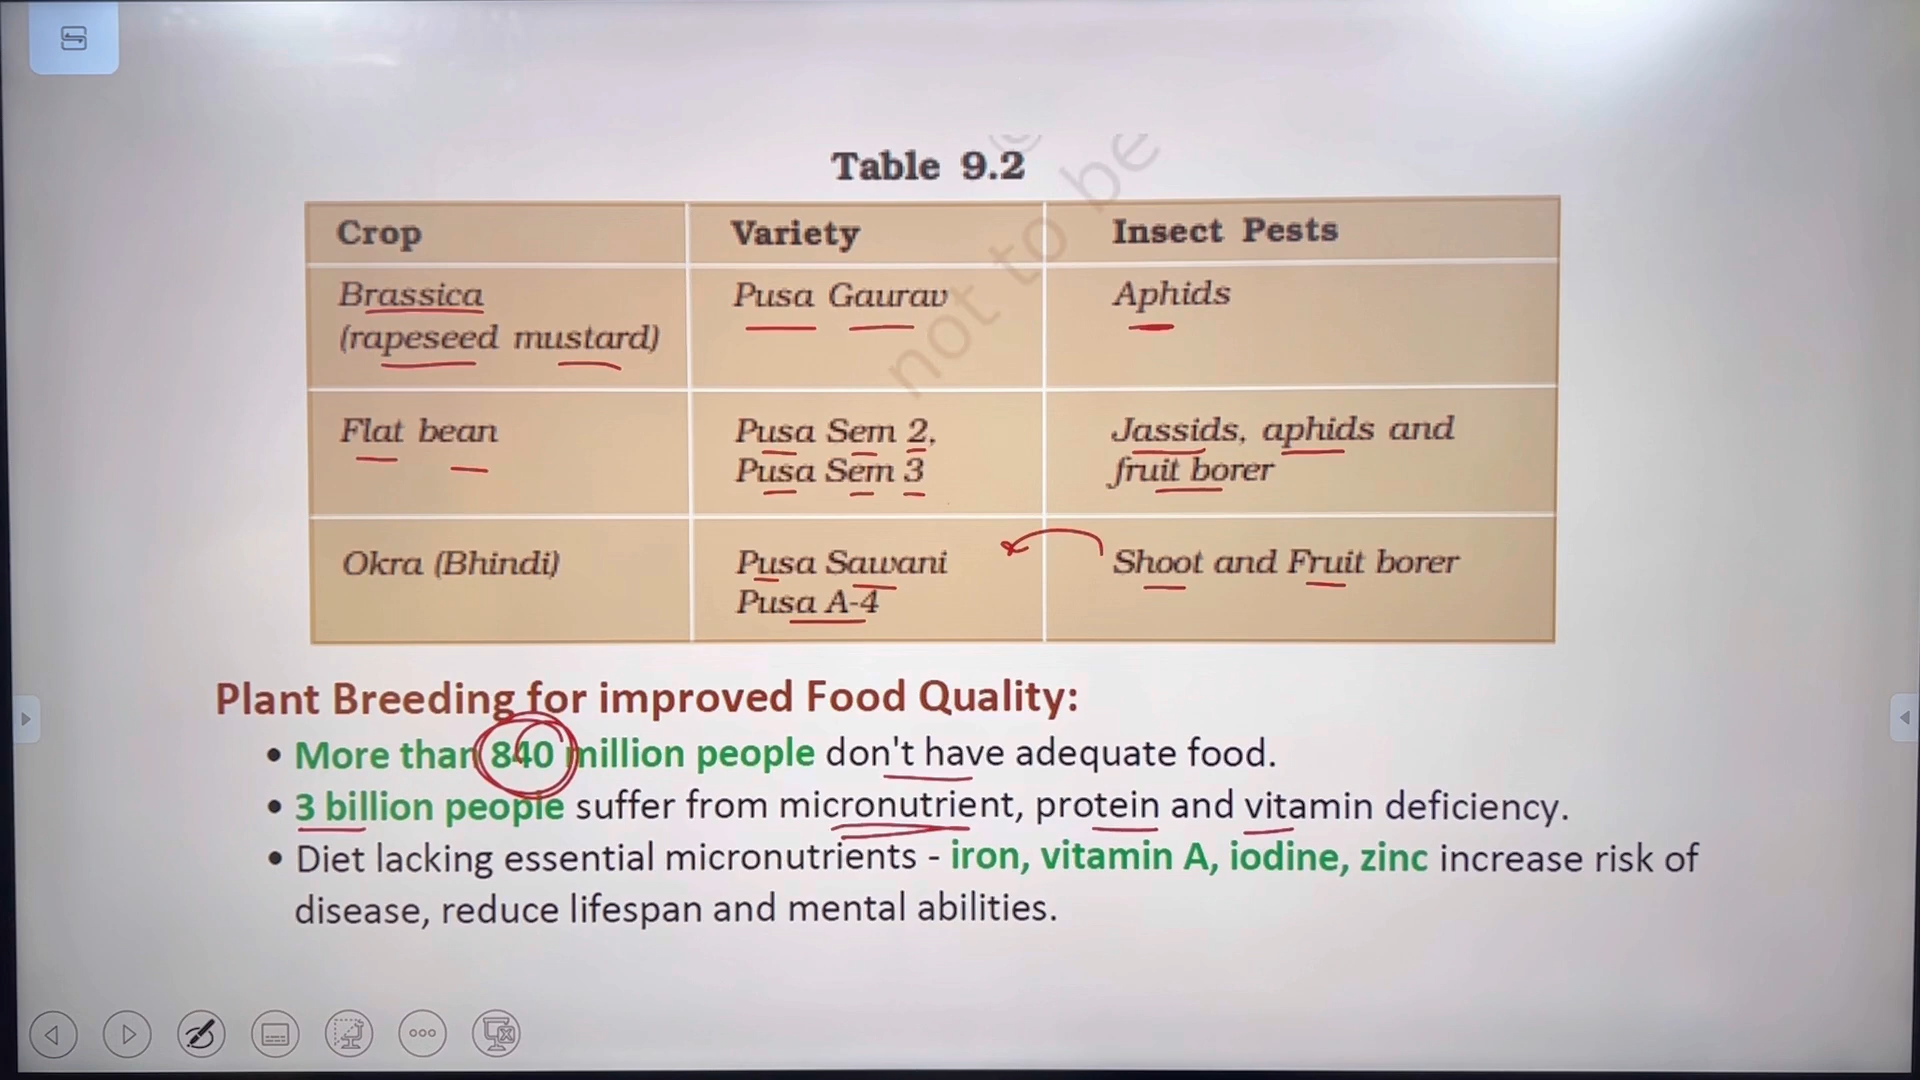 not to be
Table 9.2
Crop Variety Insect Pests
Brassica Pusa Gaurav Aphids
(rapeseed mustard)
Flat bean Pusa Sem 2, Jassids, aphids and
Pusa Sem 3 fruit borer
Okra (Bhindi) Pusa Sawani Shoot and Fruit borer
Pusa A-4
Plant Breeding for improved Food Quality:
• More than 840 million people don't have adequate food.
• 3 billion people suffer from micronutrient, protein and vitamin deficiency.
• Diet lacking essential micronutrients - iron, vitamin A, iodine, zinc increase risk of
disease, reduce lifespan and mental abilities.